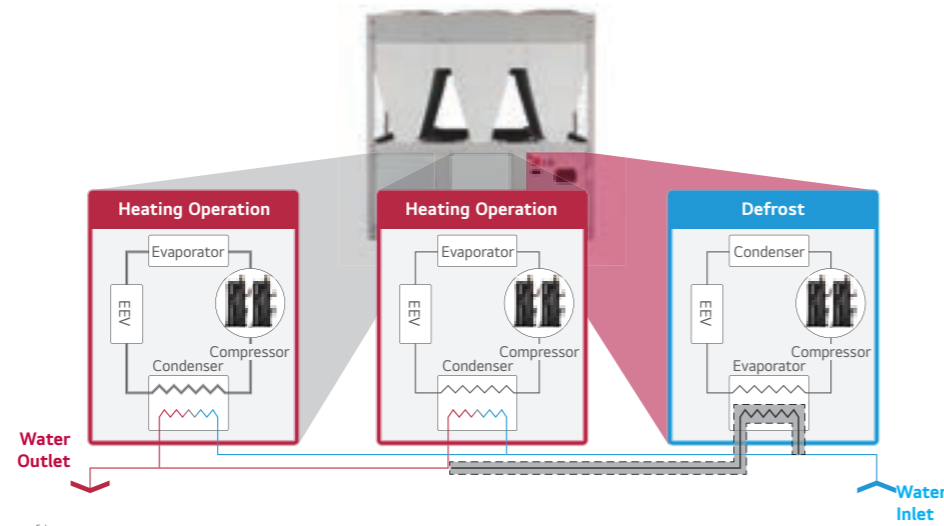 Heating Operation
Evaporator
EEV
Compressor
Condenser
Heating Operation
Evaporator
EEV
Compressor
Condenser
Defrost
Condenser
EEV
Compressor
Evaporator
Water
Outlet
Water
Inlet